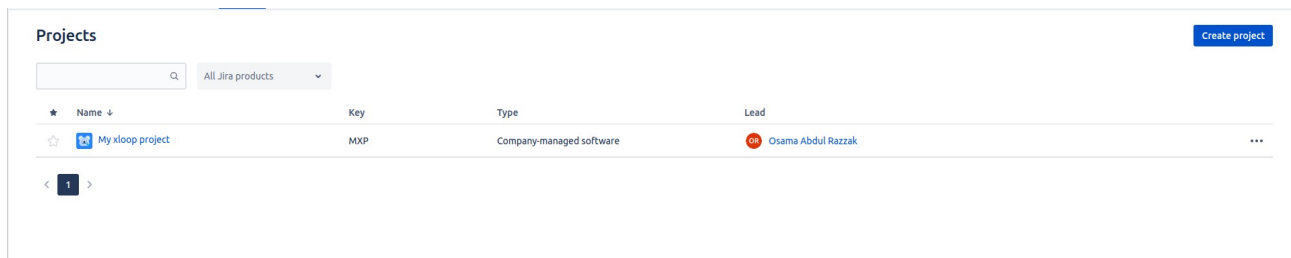 Projects
Create project
All Jira products
Name Key Type Lead
My xloop project MXP Company-managed software OR Osama Abdul Razzak
1